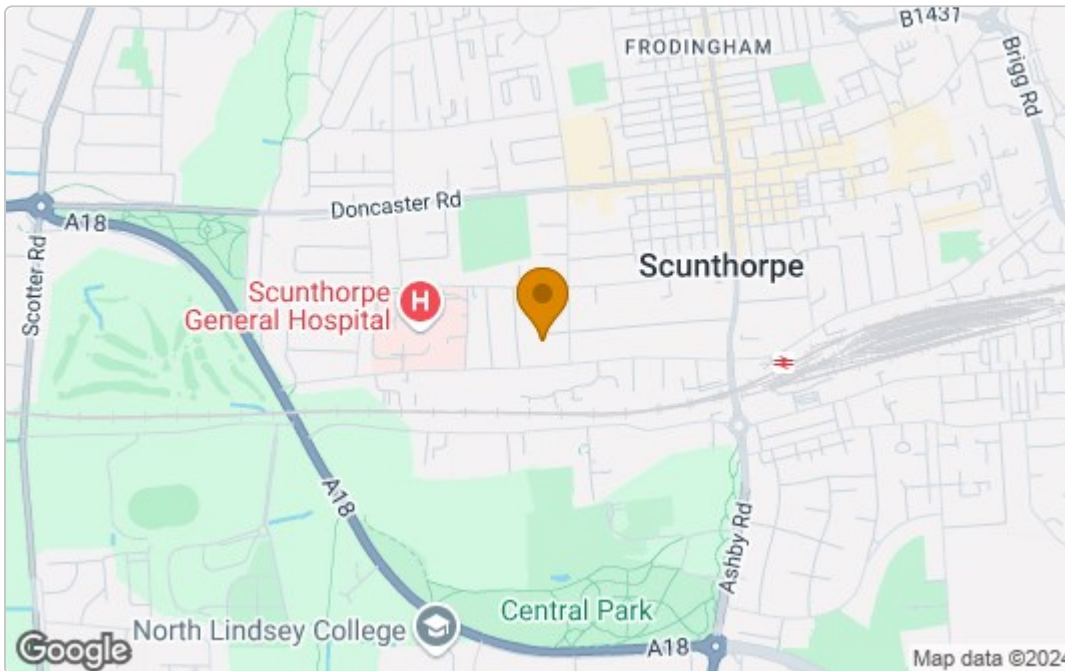 B1431
FRODINGHAM
Brigg Rd
Doncaster Rd
A18
Scunthorpe
Scotter Rd
Scunthorpe
General Hospital
H
A18
Ashby Rd
Central Park
North Lindsey College
A18
Google
Map data ©2024